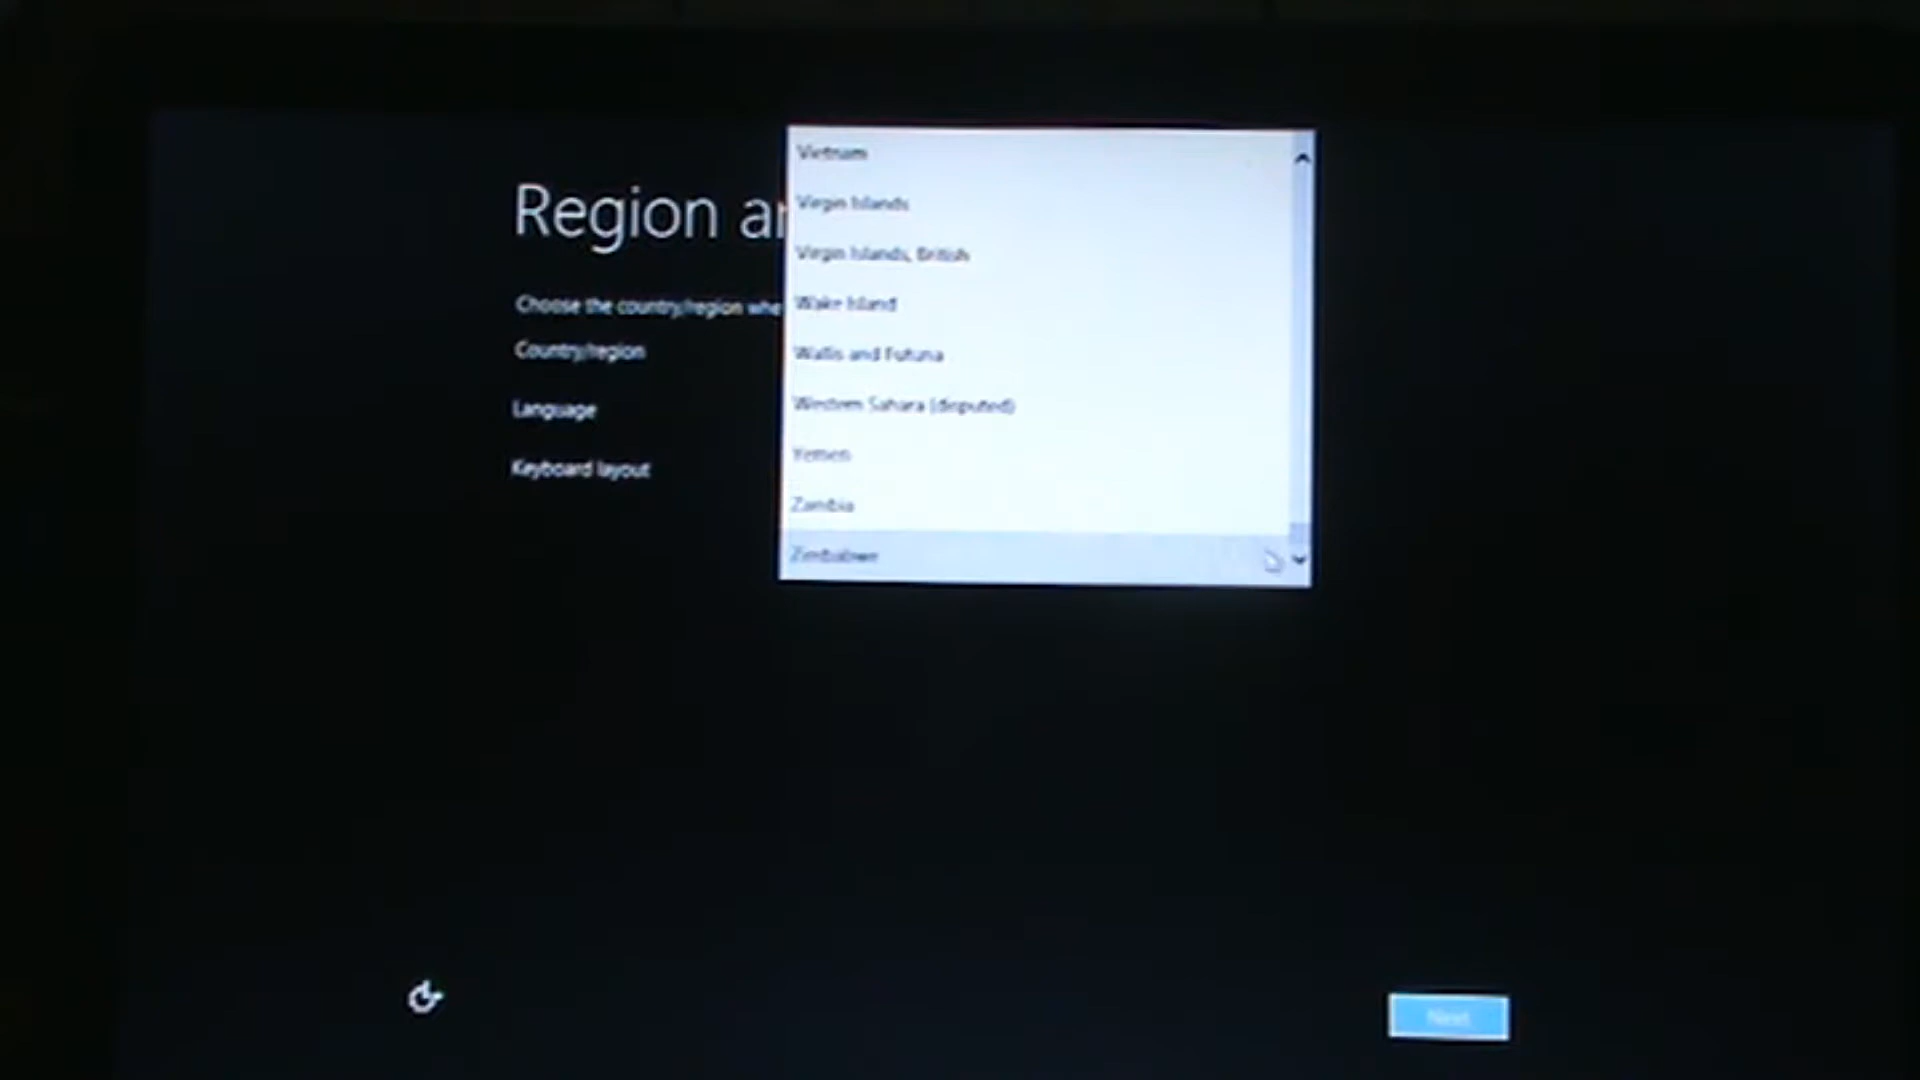 Region a
Choose the country/region whe
Country/region
Language
Keyboard layout
Vietnam
Virgin Islands
Virgin Islands, British
Wake Island
Wallis and Futuna
Western Sahara (disputed)
Yemen
Zambia
Zimbabwe
Next